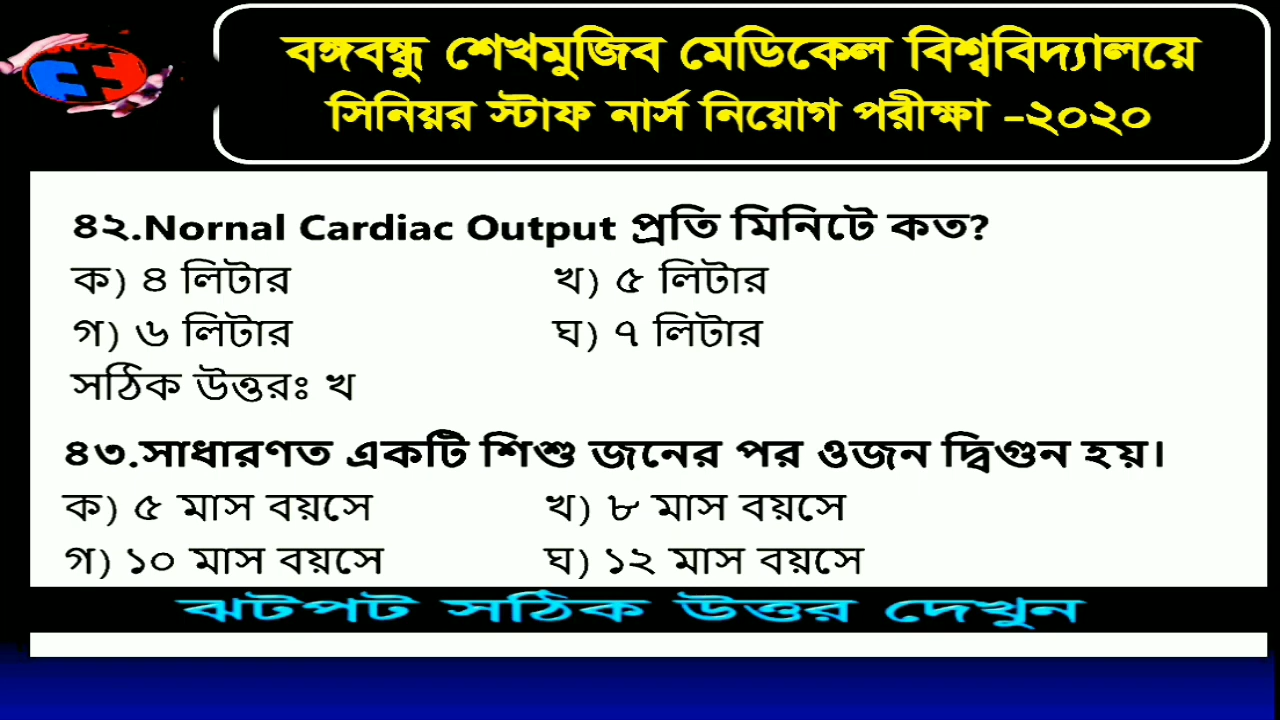 বঙ্গবন্ধু শেখমুজিব মেডিকেল বিশ্ববিদ্যালয়ে
সিনিয়র স্টাফ নার্স নিয়োগ পরীক্ষা -২০২০
৪২.Nornal Cardiac Output প্রতি মিনিটে কত?
ক) ৪ লিটার খ) ৫ লিটার
গ) ৬ লিটার ঘ) ৭ লিটার
সঠিক উত্তরঃ খ
৪৩.সাধারণত একটি শিশু জনের পর ওজন দ্বিগুন হয়।
ক) ৫ মাস বয়সে খ) ৮ মাস বয়সে
গ) ১০ মাস বয়সে ঘ) ১২ মাস বয়সে
ঝটপট সঠিক উত্তর দেখুন